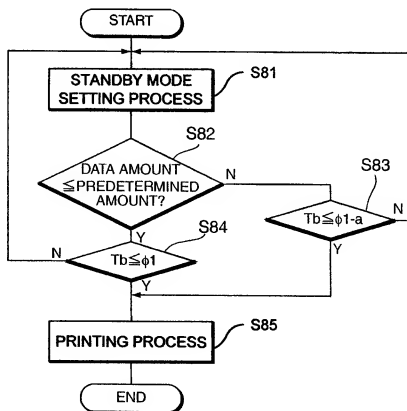 START
STANDBY MODE
SETTING PROCESS
S81
S82
DATA AMOUNT
≦PREDETERMINED
AMOUNT?
N
S83
Y
S84
Tb≦φ1-a
N
N
Tb≦φ1
Y
Y
PRINTING PROCESS
S85
END